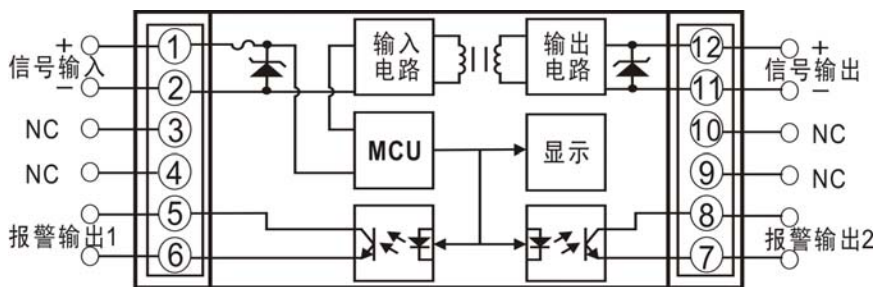 + ① 输入 输出 ⑫ +
信号输入 电路 电路 信号输出
− ② ⑪ −
NC ③ ⑩ NC
MCU 显示
NC ④ ⑨ NC
⑤ ⑧
报警输出1 报警输出2
⑥ ⑦